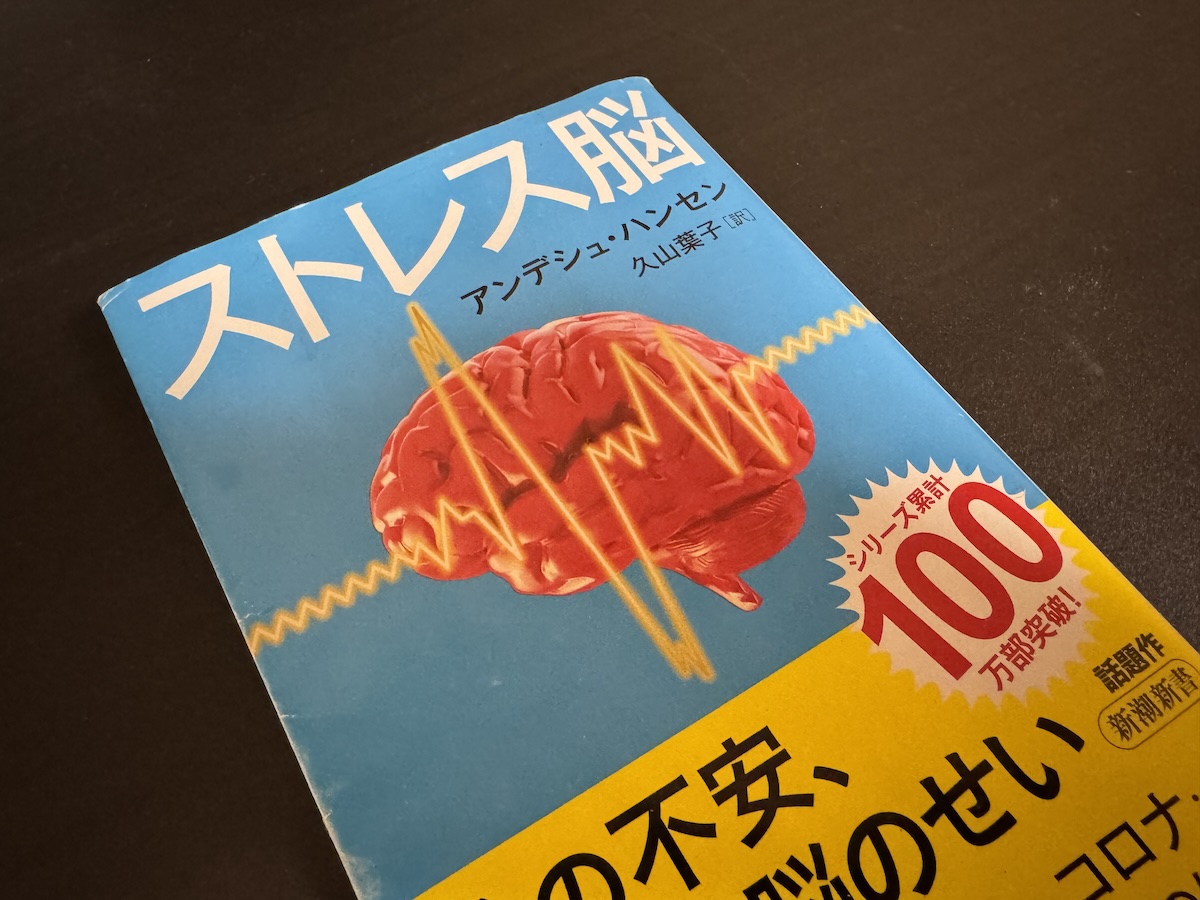 ストレス脳
アンデシュ・ハンセン
久山葉子[訳]
シリーズ累計
100
万部突破!
話題作
新潮新書
の不安、
脳のせい
コロナ・